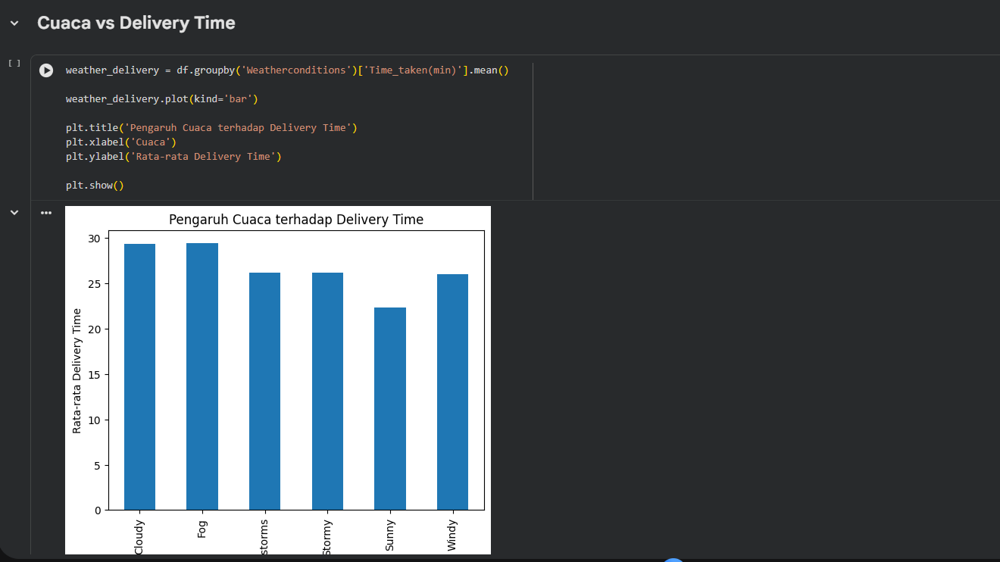 Cuaca vs Delivery Time
[ ]
weather_delivery = df.groupby('Weatherconditions')['Time_taken(min)'].mean()
weather_delivery.plot(kind='bar')
plt.title('Pengaruh Cuaca terhadap Delivery Time')
plt.xlabel('Cuaca')
plt.ylabel('Rata-rata Delivery Time')
plt.show()
Pengaruh Cuaca terhadap Delivery Time
Rata-rata Delivery Time
30
25
20
15
10
5
0
Cloudy
Fog
storms
Stormy
Sunny
Windy